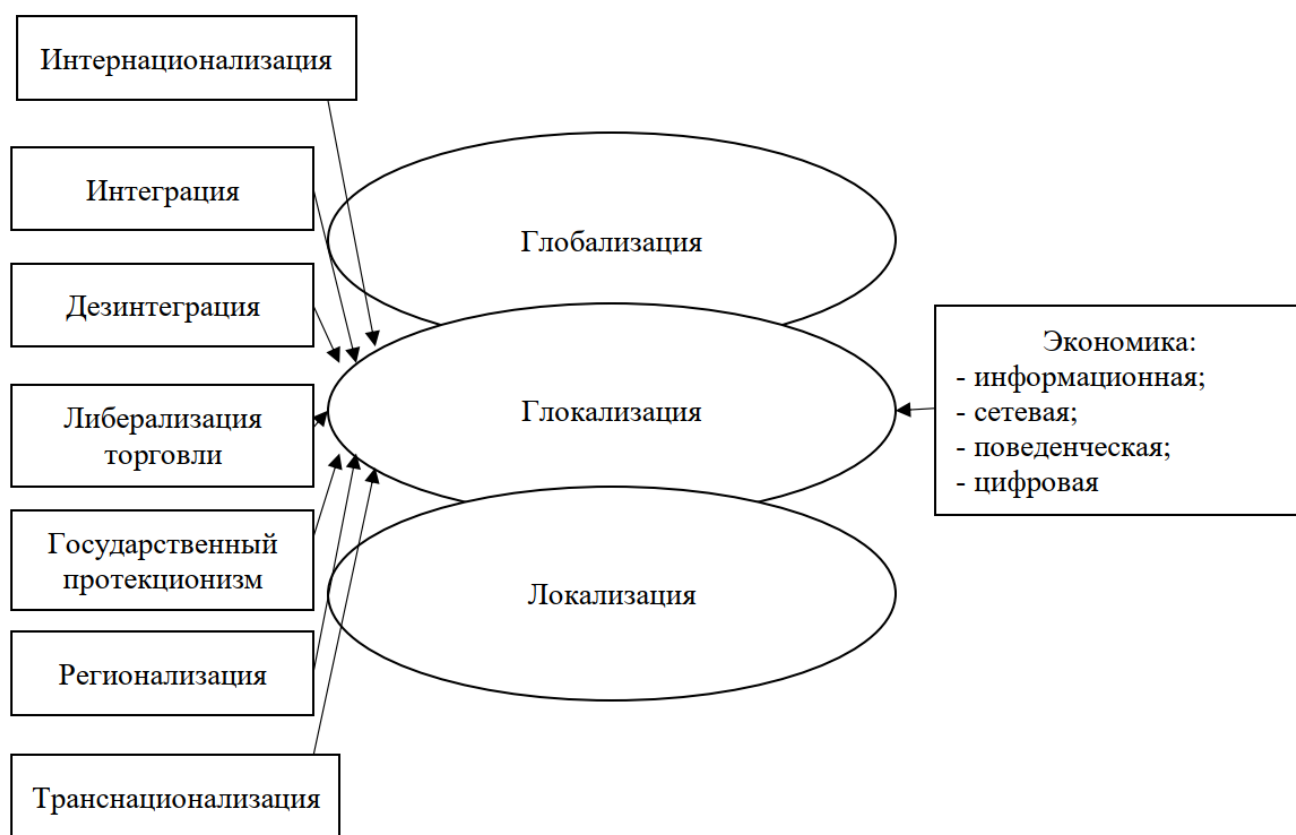 Интернационализация
Интеграция
Дезинтеграция
Либерализация
торговли
Государственный
протекционизм
Регионализация
Транснационализация
Глобализация
Глокализация
Локализация
Экономика:
- информационная;
- сетевая;
- поведенческая;
- цифровая